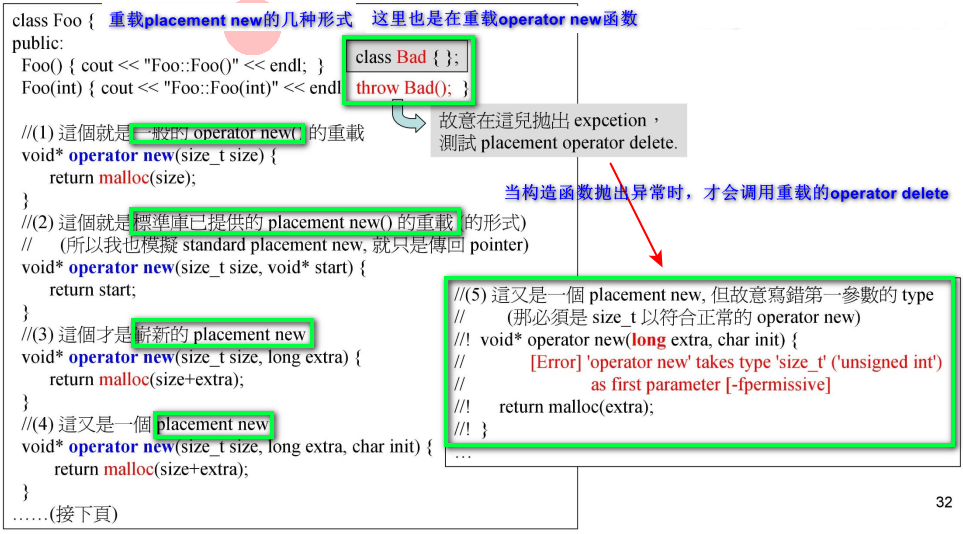 重载placement new的几种形式 这里也是在重载operator new函数
class Foo {
public:
Foo() { cout << "Foo::Foo()" << endl; }
Foo(int) { cout << "Foo::Foo(int)" << endl
class Bad { };
throw Bad(); }
故意在這兒拋出 expcetion，
測試 placement operator delete.
当构造函数抛出异常时，才会调用重载的operator delete
//(1) 這個就是一般的 operator new() 的重載
void* operator new(size_t size) {
return malloc(size);
}
//(2) 這個就是標準庫已提供的 placement new() 的重載 (的形式)
// (所以我也模擬 standard placement new, 就只是傳回 pointer)
void* operator new(size_t size, void* start) {
return start;
}
//(3) 這個才是嶄新的 placement new
void* operator new(size_t size, long extra) {
return malloc(size+extra);
}
//(4) 這又是一個 placement new
void* operator new(size_t size, long extra, char init) {
return malloc(size+extra);
}
……(接下頁)
//(5) 這又是一個 placement new, 但故意寫錯第一參數的 type
// (那必須是 size_t 以符合正常的 operator new)
//! void* operator new(long extra, char init) {
// [Error] 'operator new' takes type 'size_t' ('unsigned int')
// as first parameter [-fpermissive]
//! return malloc(extra);
//! }
…
32